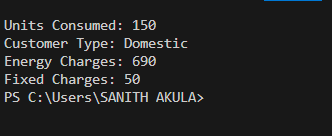 Units Consumed: 150
Customer Type: Domestic
Energy Charges: 690
Fixed Charges: 50
PS C:\Users\SANITH AKULA>